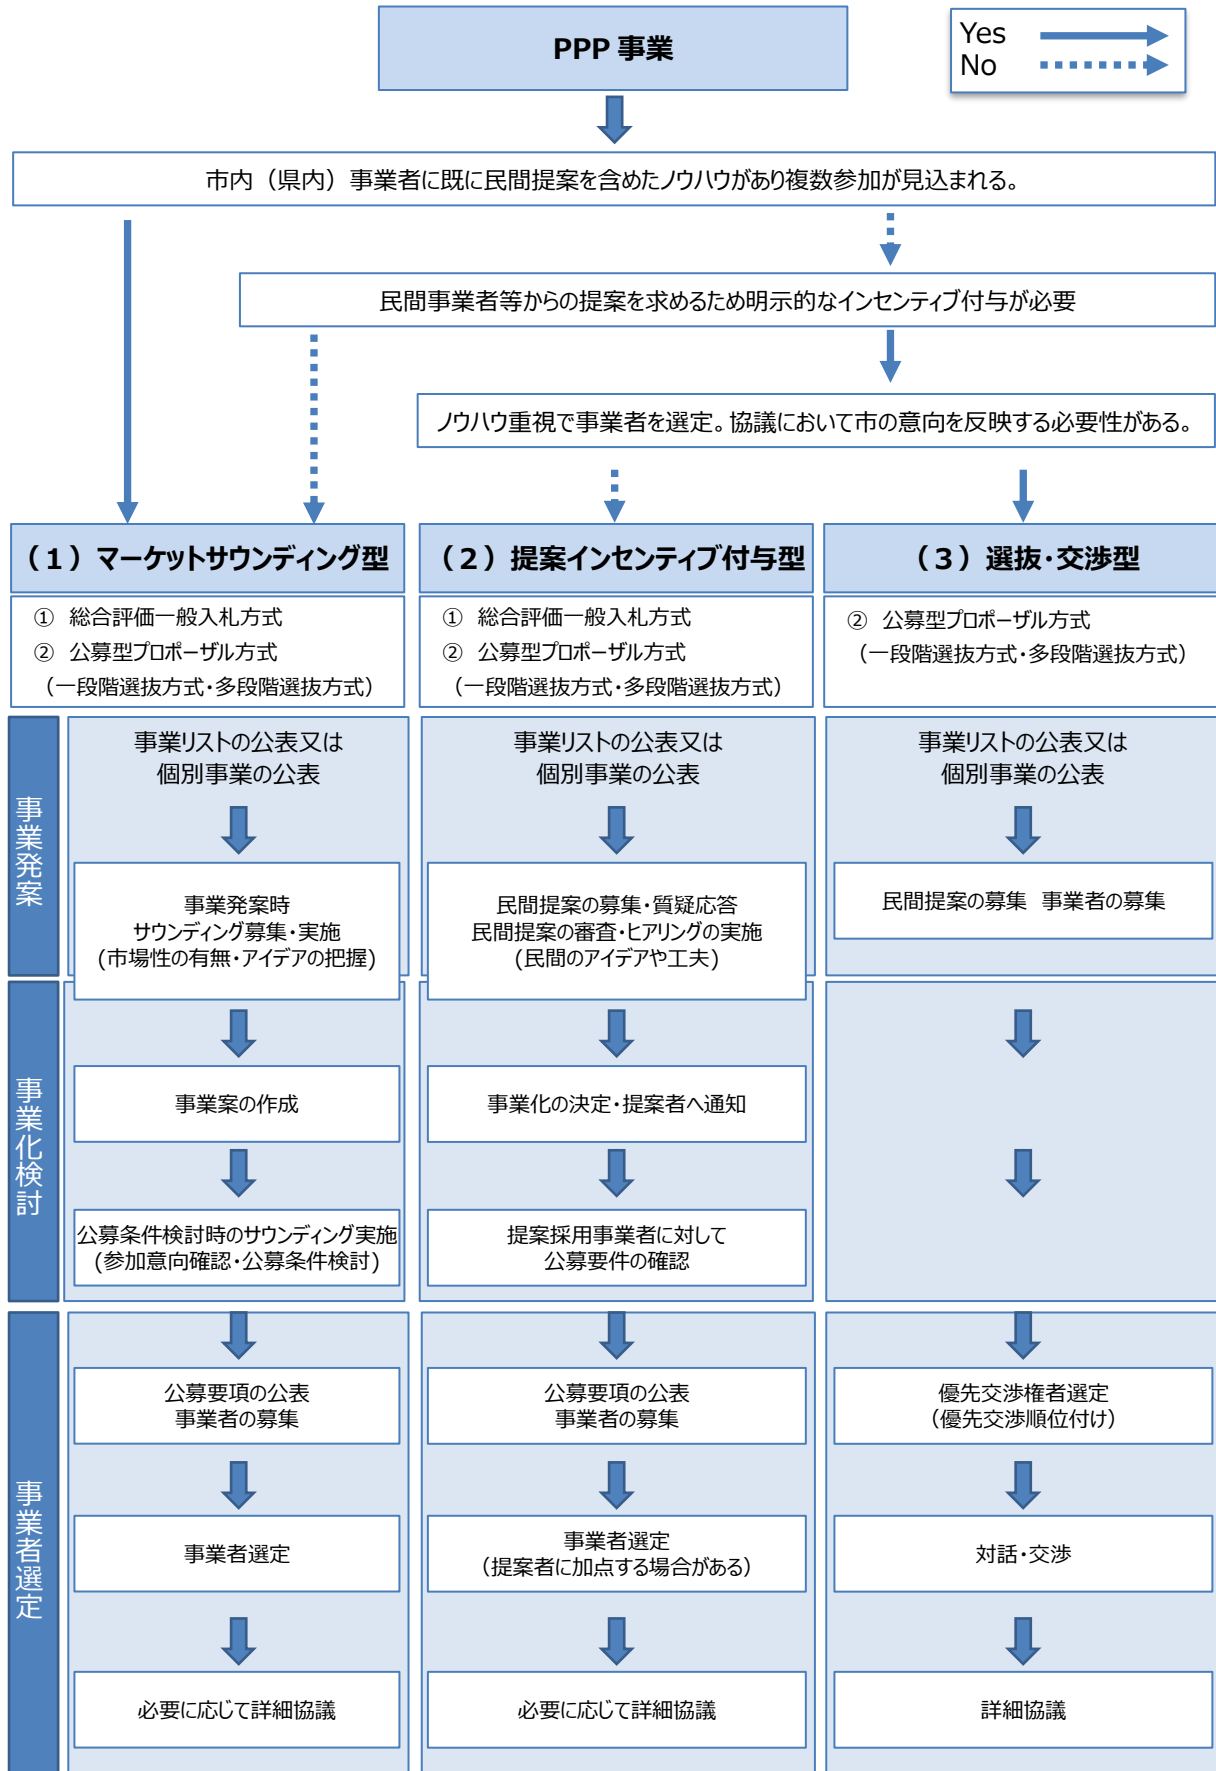 PPP 事業
Yes
No
市内（県内）事業者に既に民間提案を含めたノウハウがあり複数参加が見込まれる。
民間事業者等からの提案を求めるため明示的なインセンティブ付与が必要
ノウハウ重視で事業者を選定。協議において市の意向を反映する必要性がある。
（１）マーケットサウンディング型
① 総合評価一般入札方式
② 公募型プロポーザル方式
（一段階選抜方式・多段階選抜方式）
（２）提案インセンティブ付与型
① 総合評価一般入札方式
② 公募型プロポーザル方式
（一段階選抜方式・多段階選抜方式）
（３）選抜・交渉型
② 公募型プロポーザル方式
（一段階選抜方式・多段階選抜方式）
事業発案
事業リストの公表又は
個別事業の公表
事業発案時
サウンディング募集・実施
(市場性の有無・アイデアの把握)
事業リストの公表又は
個別事業の公表
民間提案の募集・質疑応答
民間提案の審査・ヒアリングの実施
(民間のアイデアや工夫)
事業リストの公表又は
個別事業の公表
民間提案の募集　事業者の募集
事業化検討
事業案の作成
公募条件検討時のサウンディング実施
(参加意向確認・公募条件検討)
事業化の決定・提案者へ通知
提案採用事業者に対して
公募要件の確認
事業者選定
公募要項の公表
事業者の募集
事業者選定
必要に応じて詳細協議
公募要項の公表
事業者の募集
事業者選定
（提案者に加点する場合がある）
必要に応じて詳細協議
優先交渉権者選定
（優先交渉順位付け）
対話・交渉
詳細協議